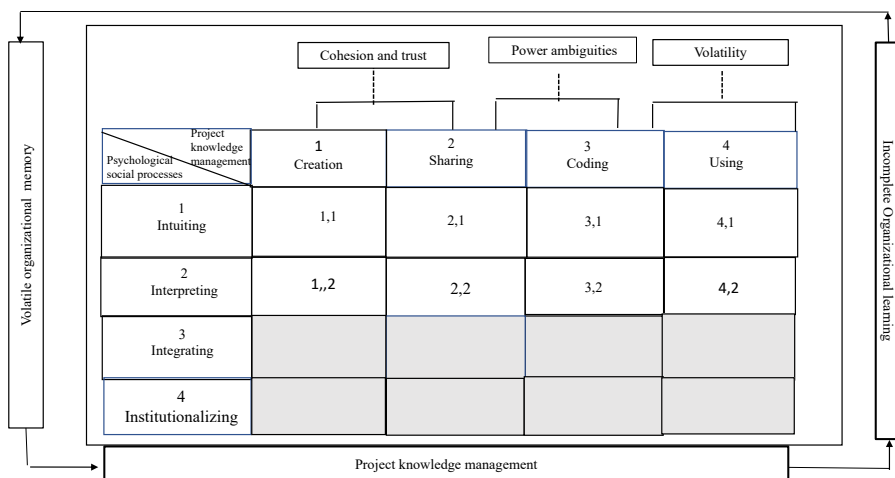 Cohesion and trust
Power ambiguities
Volatility
Project
knowledge
management
Psychological
social processes
1
Creation
2
Sharing
3
Coding
4
Using
1
Intuiting
1,1
2,1
3,1
4,1
2
Interpreting
1,,2
2,2
3,2
4,2
3
Integrating
4
Institutionalizing
Volatile organizational memory
Incomplete Organizational learning
Project knowledge management